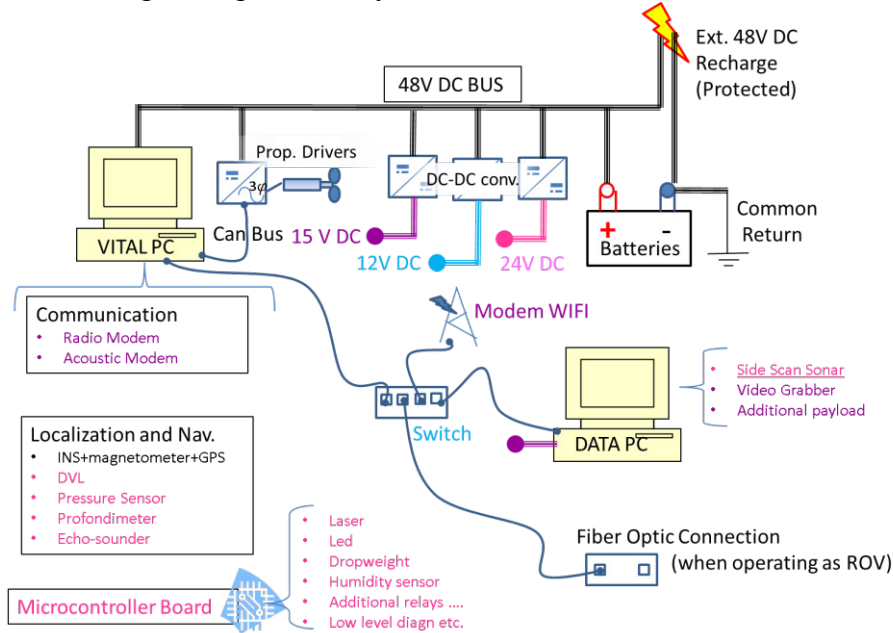 Ext. 48V DC
Recharge
(Protected)
48V DC BUS
Prop. Drivers
3φ
DC-DC conv.
VITAL PC
Can Bus
15 V DC
12V DC
24V DC
+ -
Batteries
Common
Return
Communication
• Radio Modem
• Acoustic Modem
Modem WIFI
• Side Scan Sonar
• Video Grabber
• Additional payload
Switch
DATA PC
Localization and Nav.
• INS+magnetometer+GPS
• DVL
• Pressure Sensor
• Profondimeter
• Echo-sounder
Fiber Optic Connection
(when operating as ROV)
Microcontroller Board
• Laser
• Led
• Dropweight
• Humidity sensor
• Additional relays ....
• Low level diagn etc.